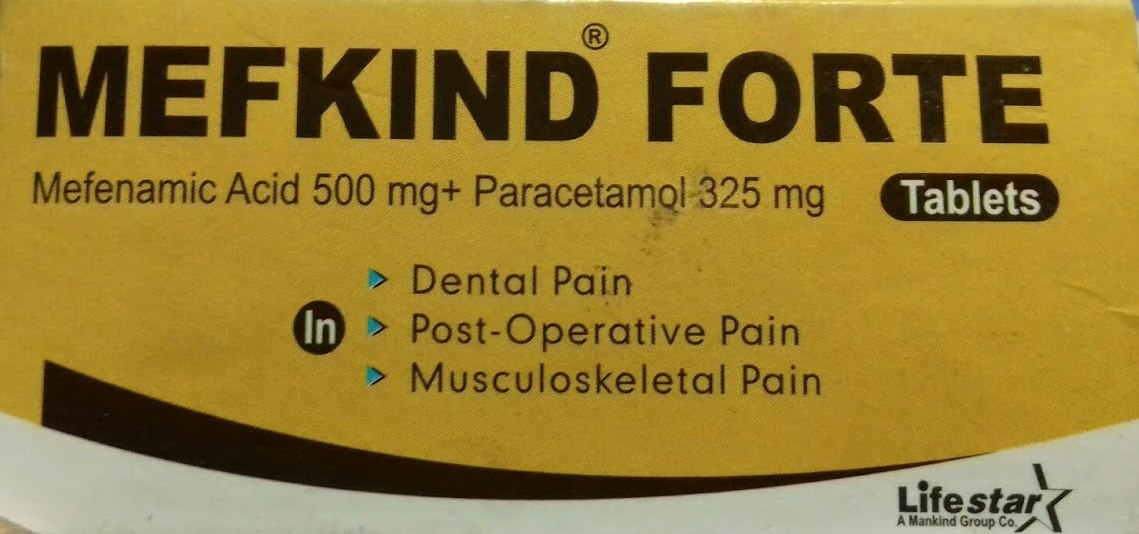 MEFKIND® FORTE
Mefenamic Acid 500 mg+ Paracetamol 325 mg Tablets
Dental Pain
In Post-Operative Pain
Musculoskeletal Pain
Lifestar
A Mankind Group Co.